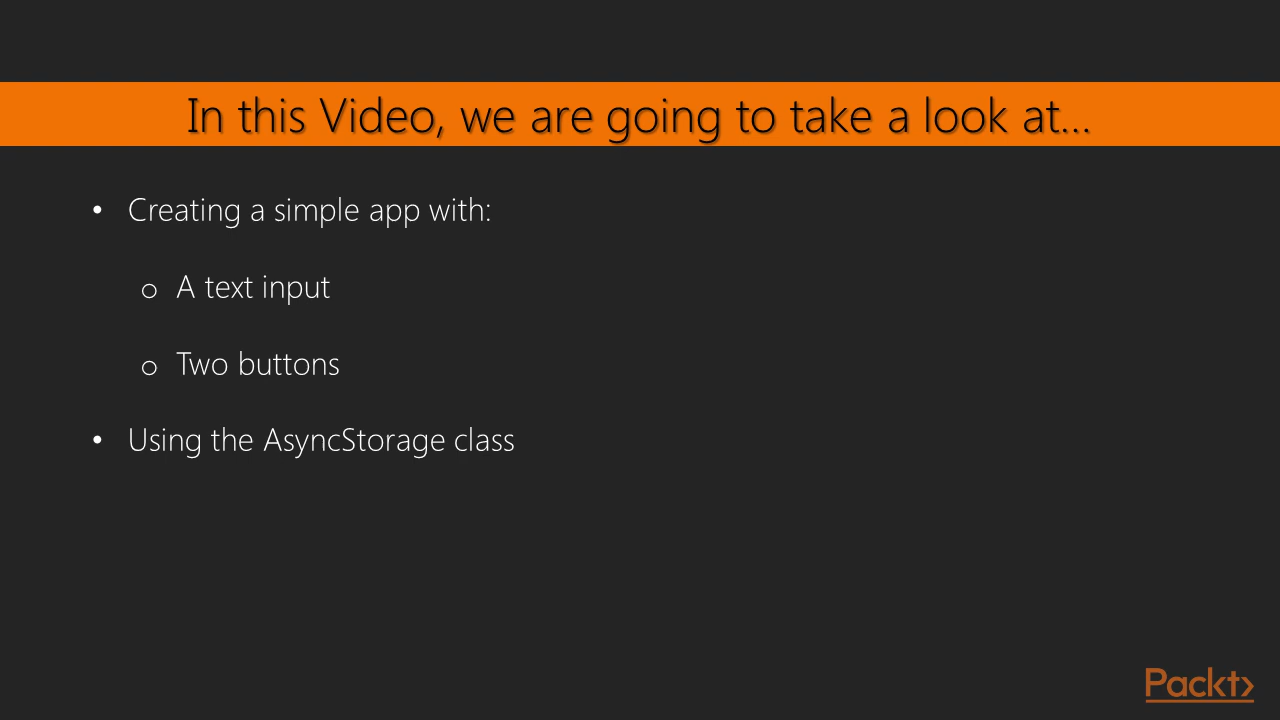 In this Video, we are going to take a look at...
• Creating a simple app with:
o A text input
o Two buttons
• Using the AsyncStorage class
Packt>